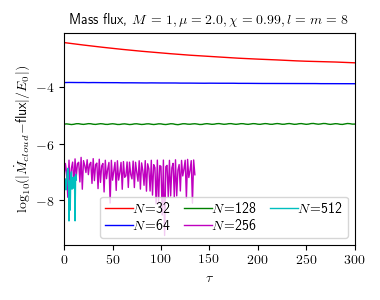 Mass flux, M = 1, μ = 2.0, χ = 0.99, l = m = 8
log₁₀(|Ṁ_cloud−flux|/E₀|)
−4
−6
−8
N=32 N=128 N=512
N=64 N=256
0 50 100 150 200 250 300
τ